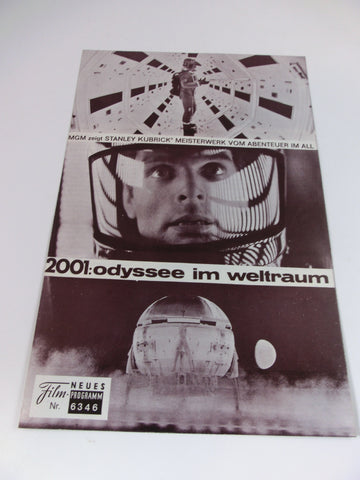 MGM zeigt STANLEY KUBRICK' MEISTERWERK VOM ABENTEUER IM ALL
2001:odyssee im weltraum
Film-
NEUES
PROGRAMM
Nr.
6346